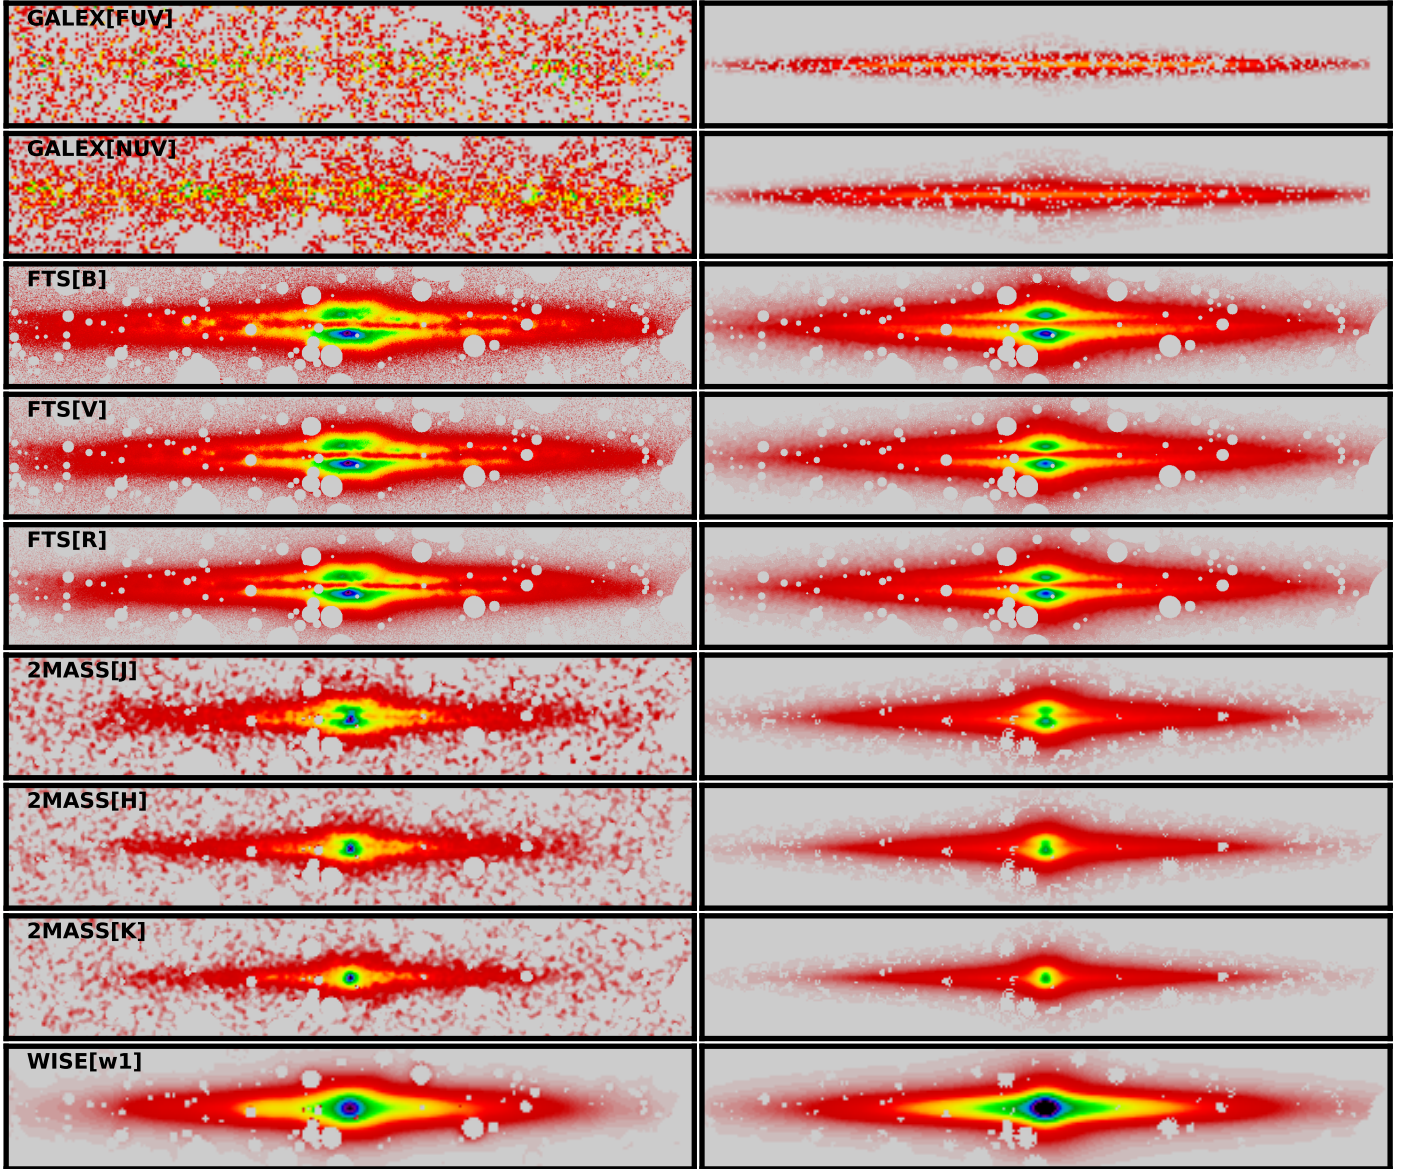 GALEX[FUV]
GALEX[NUV]
FTS[B]
FTS[V]
FTS[R]
2MASS[J]
2MASS[H]
2MASS[K]
WISE[w1]